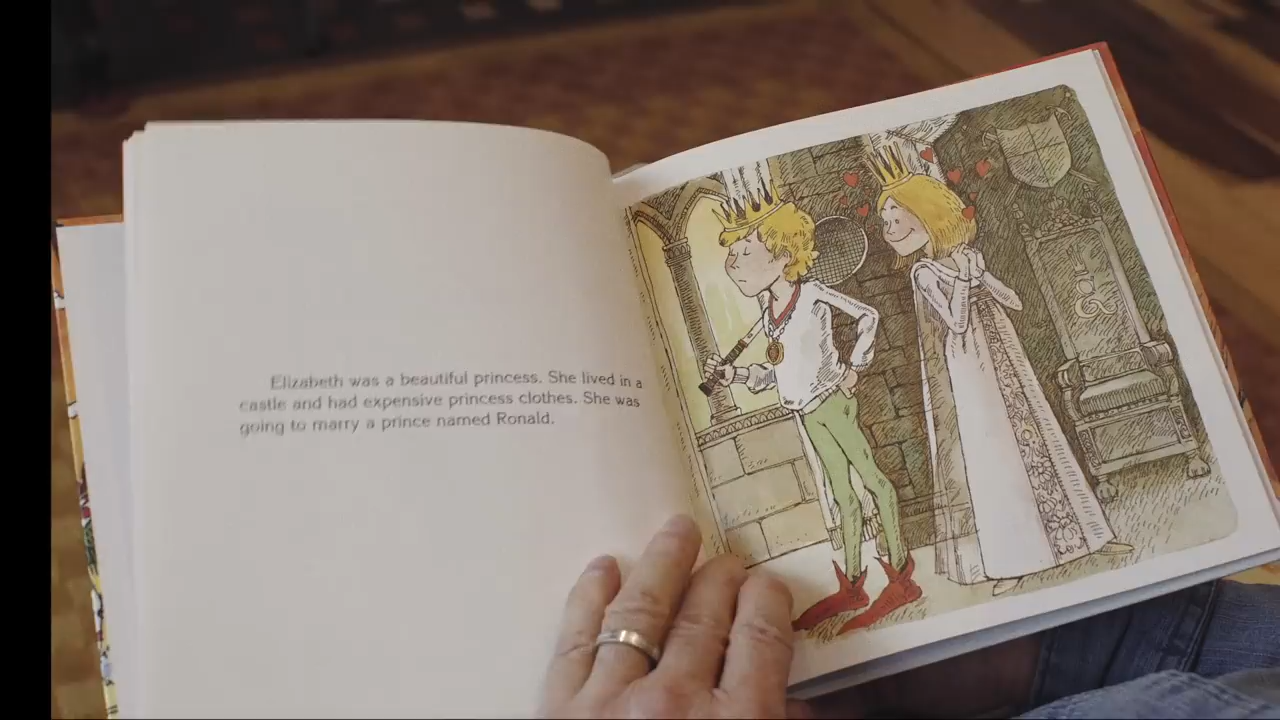 Elizabeth was a beautiful princess. She lived in a
castle and had expensive princess clothes. She was
going to marry a prince named Ronald.